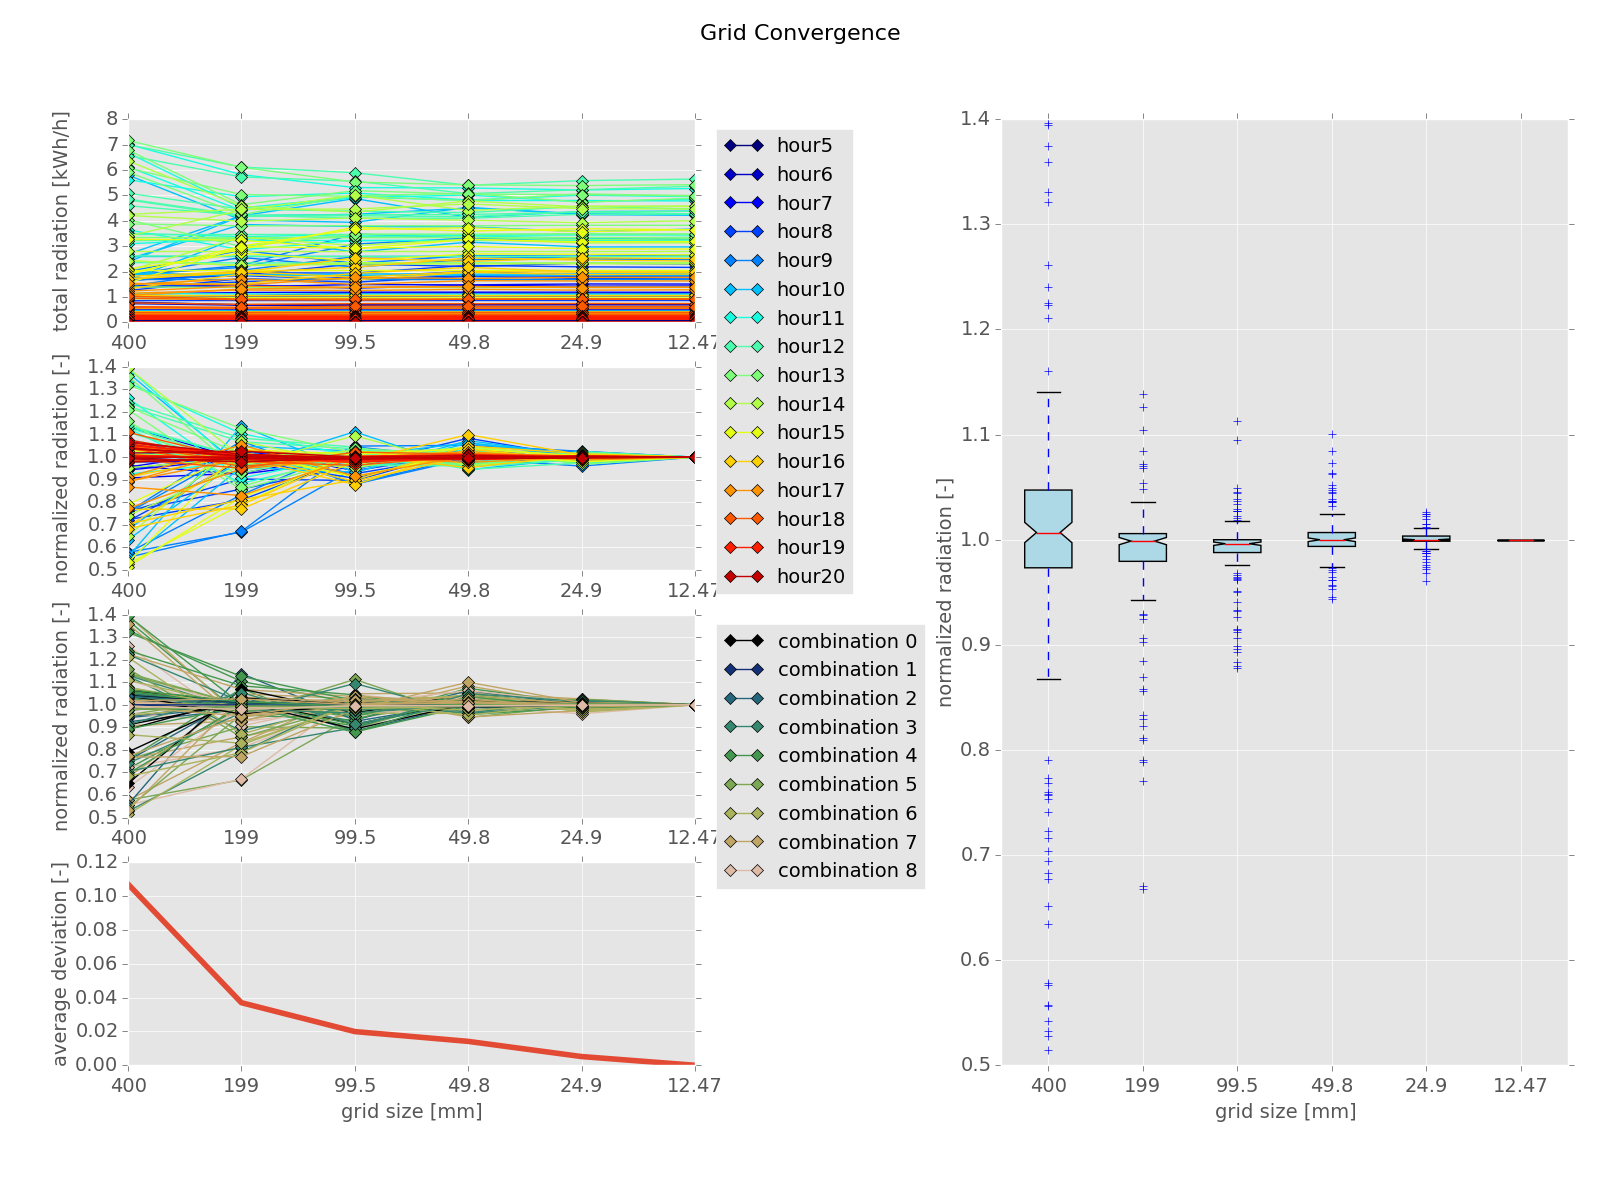 Grid Convergence
total radiation [kWh/h]
8
7
6
5
4
3
2
1
0
400 199 99.5 49.8 24.9 12.47
normalized radiation [-]
1.4
1.3
1.2
1.1
1.0
0.9
0.8
0.7
0.6
0.5
400 199 99.5 49.8 24.9 12.47
normalized radiation [-]
1.4
1.3
1.2
1.1
1.0
0.9
0.8
0.7
0.6
0.5
400 199 99.5 49.8 24.9 12.47
average deviation [-]
0.12
0.10
0.08
0.06
0.04
0.02
0.00
400 199 99.5 49.8 24.9 12.47
grid size [mm]
hour5
hour6
hour7
hour8
hour9
hour10
hour11
hour12
hour13
hour14
hour15
hour16
hour17
hour18
hour19
hour20
combination 0
combination 1
combination 2
combination 3
combination 4
combination 5
combination 6
combination 7
combination 8
normalized radiation [-]
1.4
1.3
1.2
1.1
1.0
0.9
0.8
0.7
0.6
0.5
400 199 99.5 49.8 24.9 12.47
grid size [mm]